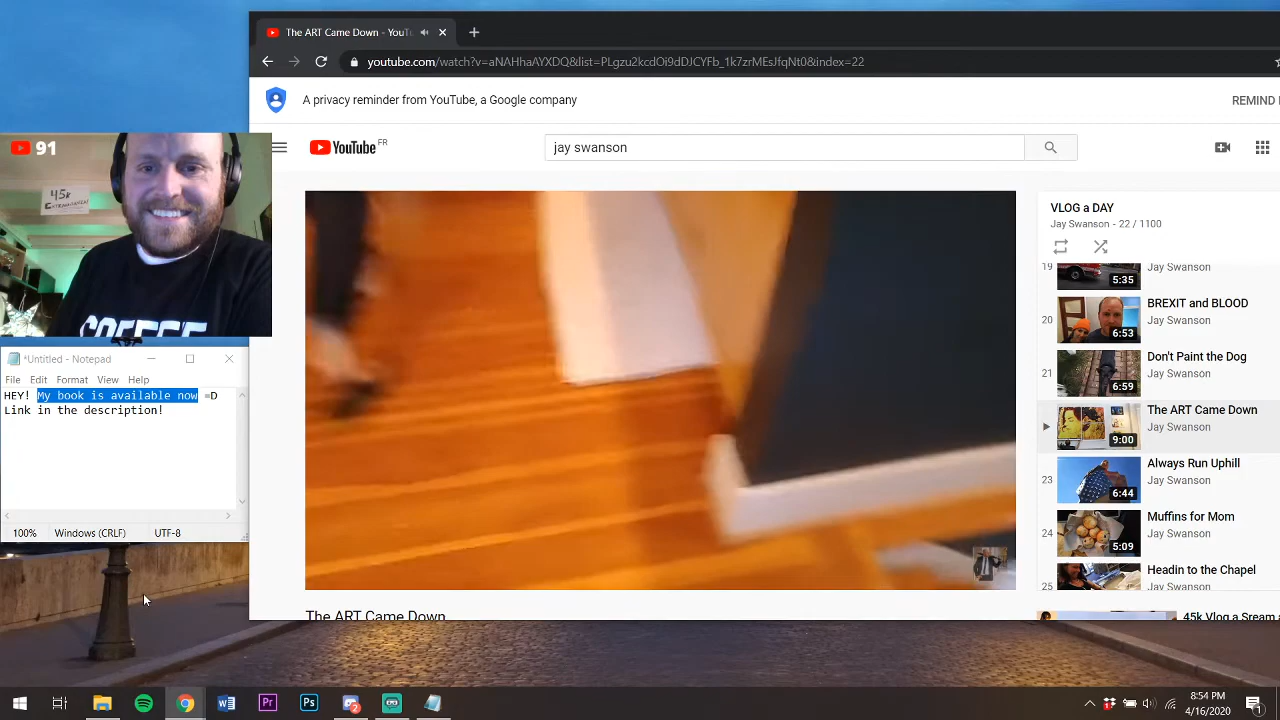 The ART Came Down - YouTu
youtube.com/watch?v=aNAHhaAYXDQ&list=PLgzu2kcdOi9dDJCYFb_1k7zrMEsJfqNt0&index=22
A privacy reminder from YouTube, a Google company
REMIND
YouTube FR
jay swanson
91
45k
COFFEE
*Untitled - Notepad
File Edit Format View Help
HEY! My book is available now =D
Link in the description!
100% Windows (CRLF) UTF-8
VLOG a DAY
Jay Swanson - 22 / 1100
19
Jay Swanson
5:35
20
BREXIT and BLOOD
Jay Swanson
6:53
21
Don't Paint the Dog
Jay Swanson
6:59
The ART Came Down
Jay Swanson
9:00
23
Always Run Uphill
Jay Swanson
6:44
24
Muffins for Mom
Jay Swanson
5:09
25
Headin to the Chapel
Jay Swanson
The ART Came Down
45k Vlog a Sream a
Pr
Ps
8:54 PM
4/16/2020